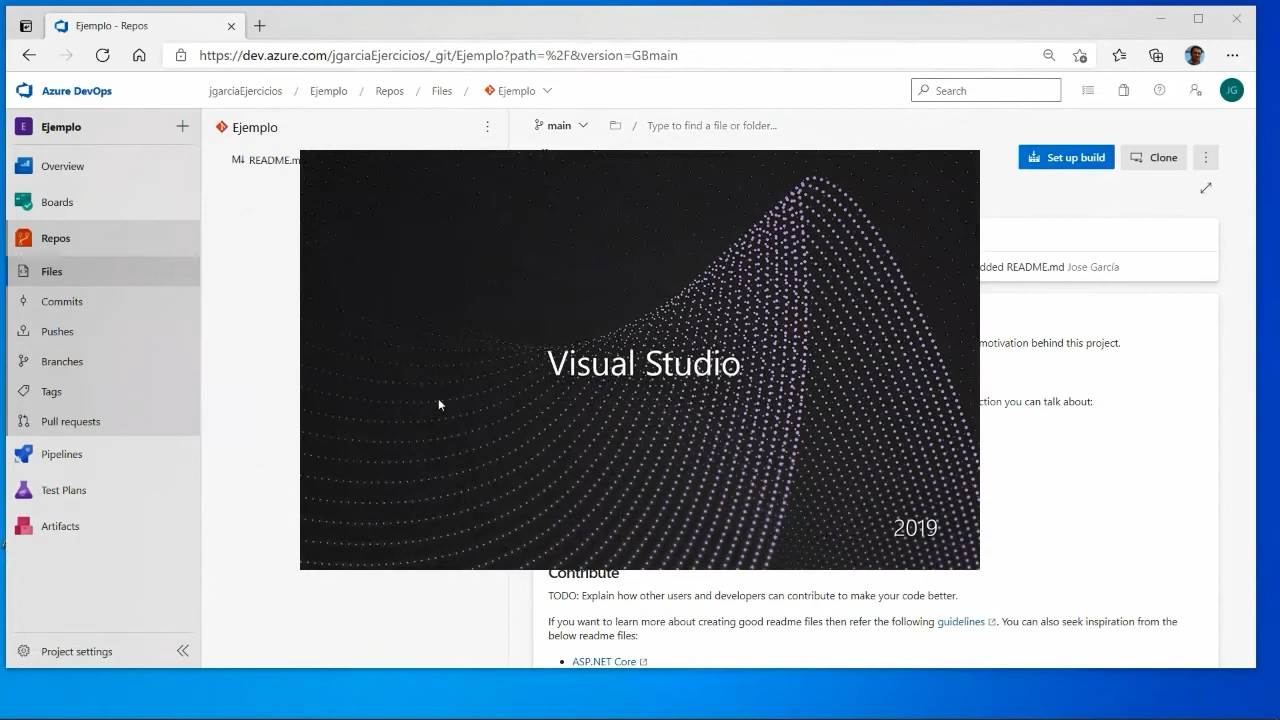 Ejemplo - Repos
https://dev.azure.com/jgarciaEjercicios/_git/Ejemplo?path=%2F&version=GBmain
Azure DevOps
jgarciaEjercicios / Ejemplo / Repos / Files / Ejemplo
Search
JG
E Ejemplo
Ejemplo
main
/ Type to find a file or folder...
README.m
Set up build
Clone
Overview
Boards
Repos
Files
Commits
Pushes
Branches
Tags
Pull requests
Pipelines
Test Plans
Artifacts
Project settings
Visual Studio
2019
dded README.md Jose García
motivation behind this project.
ction you can talk about:
Contribute
TODO: Explain how other users and developers can contribute to make your code better.
If you want to learn more about creating good readme files then refer the following guidelines. You can also seek inspiration from the
below readme files:
• ASP.NET Core